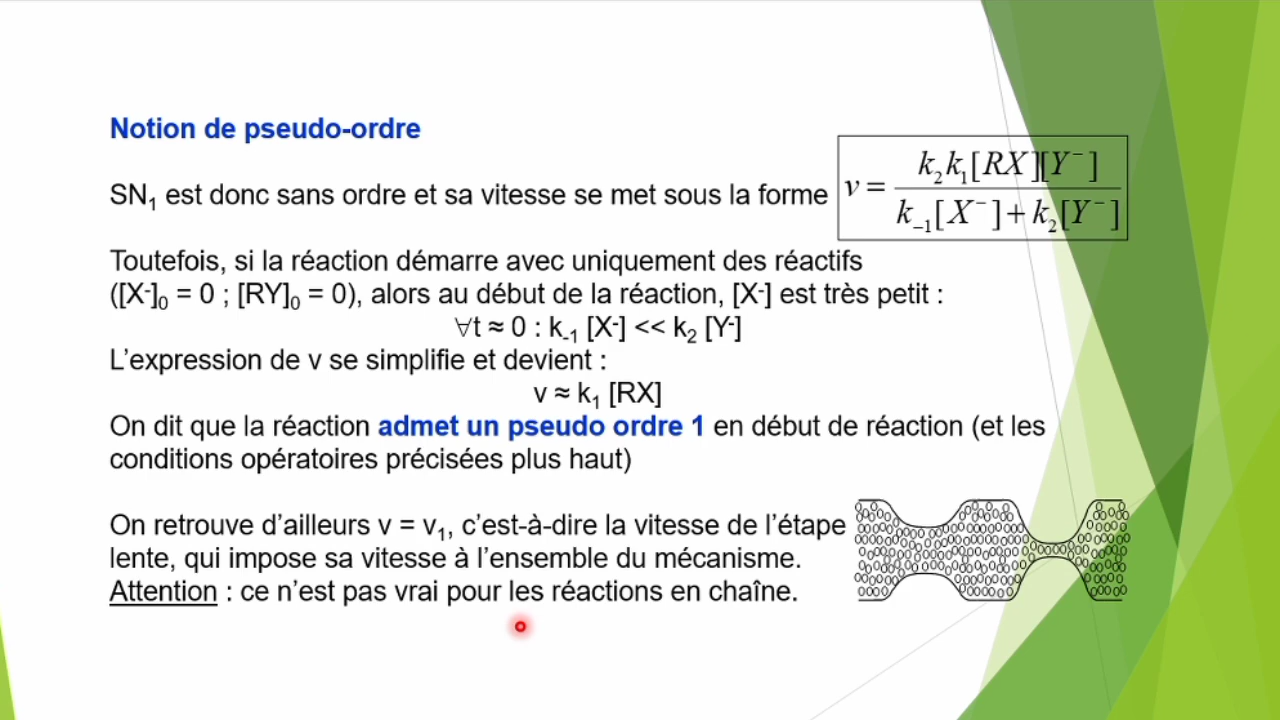 Notion de pseudo-ordre
SN₁ est donc sans ordre et sa vitesse se met sous la forme v = k₂k₁[RX][Y⁻] / k₋₁[X⁻] + k₂[Y⁻]
Toutefois, si la réaction démarre avec uniquement des réactifs
([X⁻]₀ = 0 ; [RY]₀ = 0), alors au début de la réaction, [X⁻] est très petit :
∀t ≈ 0 : k₋₁ [X⁻] << k₂ [Y⁻]
L'expression de v se simplifie et devient :
v ≈ k₁ [RX]
On dit que la réaction admet un pseudo ordre 1 en début de réaction (et les
conditions opératoires précisées plus haut)
On retrouve d'ailleurs v = v₁, c'est-à-dire la vitesse de l'étape
lente, qui impose sa vitesse à l'ensemble du mécanisme.
Attention : ce n'est pas vrai pour les réactions en chaîne.